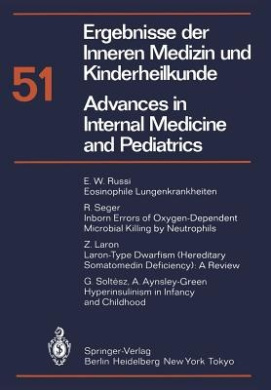 51
Ergebnisse der
Inneren Medizin und
Kinderheilkunde
Advances in
Internal Medicine
and Pediatrics
E. W. Russi
Eosinophile Lungenkrankheiten
R. Seger
Inborn Errors of Oxygen-Dependent
Microbial Killing by Neutrophils
Z. Laron
Laron-Type Dwarfism (Hereditary
Somatomedin Deficiency): A Review
G. Soltész, A. Aynsley-Green
Hyperinsulinism in Infancy
and Childhood
Springer-Verlag
Berlin Heidelberg New York Tokyo